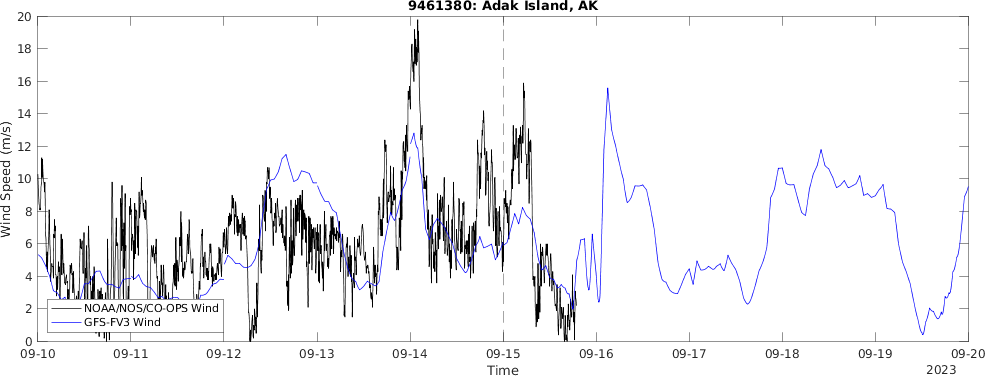 9461380: Adak Island, AK
20
18
16
14
12
10
8
6
4
2
0
Wind Speed (m/s)
NOAA/NOS/CO-OPS Wind
GFS-FV3 Wind
09-10 09-11 09-12 09-13 09-14 09-15 09-16 09-17 09-18 09-19 09-20
Time
2023